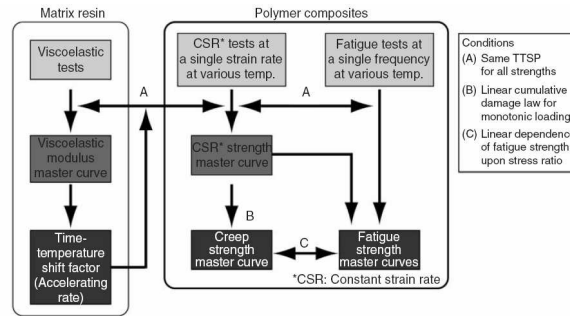 Matrix resin
Polymer composites
Viscoelastic
tests
CSR* tests at
a single strain rate
at various temp.
Fatigue tests at
a single frequency
at various temp.
A
A
Viscoelastic
modulus
master curve
CSR* strength
master curve
B
C
Time-
temperature
shift factor
(Accelerating
rate)
Creep
strength
master curve
Fatigue
strength
master curves
*CSR: Constant strain rate
Conditions
(A) Same TTSP
for all strengths
(B) Linear cumulative
damage law for
monotonic loading
(C) Linear dependence
of fatigue strength
upon stress ratio